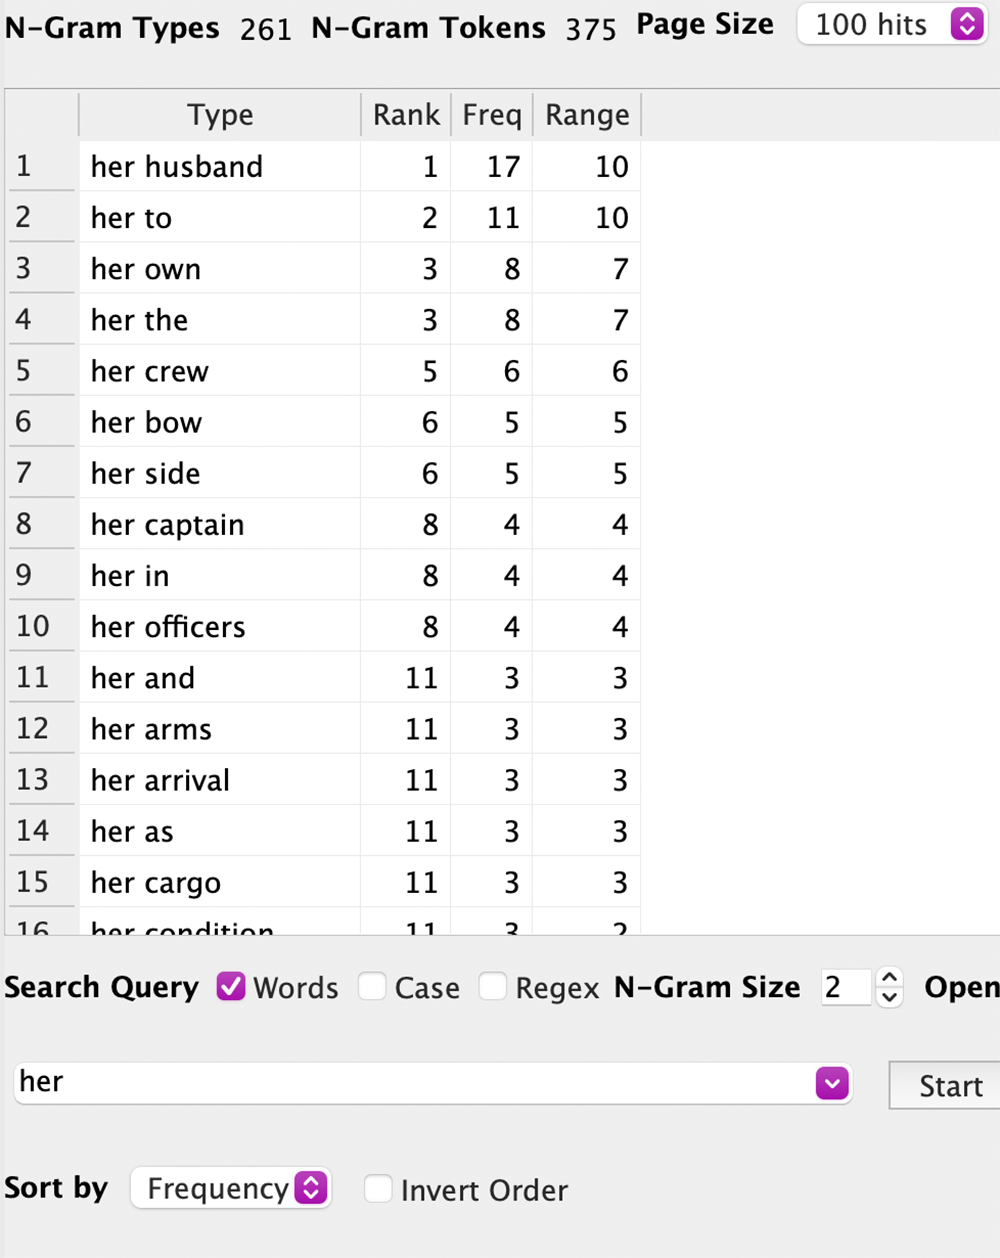 N-Gram Types 261 N-Gram Tokens 375 Page Size 100 hits
Type Rank Freq Range
1 her husband 1 17 10
2 her to 2 11 10
3 her own 3 8 7
4 her the 3 8 7
5 her crew 5 6 6
6 her bow 6 5 5
7 her side 6 5 5
8 her captain 8 4 4
9 her in 8 4 4
10 her officers 8 4 4
11 her and 11 3 3
12 her arms 11 3 3
13 her arrival 11 3 3
14 her as 11 3 3
15 her cargo 11 3 3
16 her condition 11 3 2
Search Query Words Case Regex N-Gram Size 2 Open
her Start
Sort by Frequency Invert Order